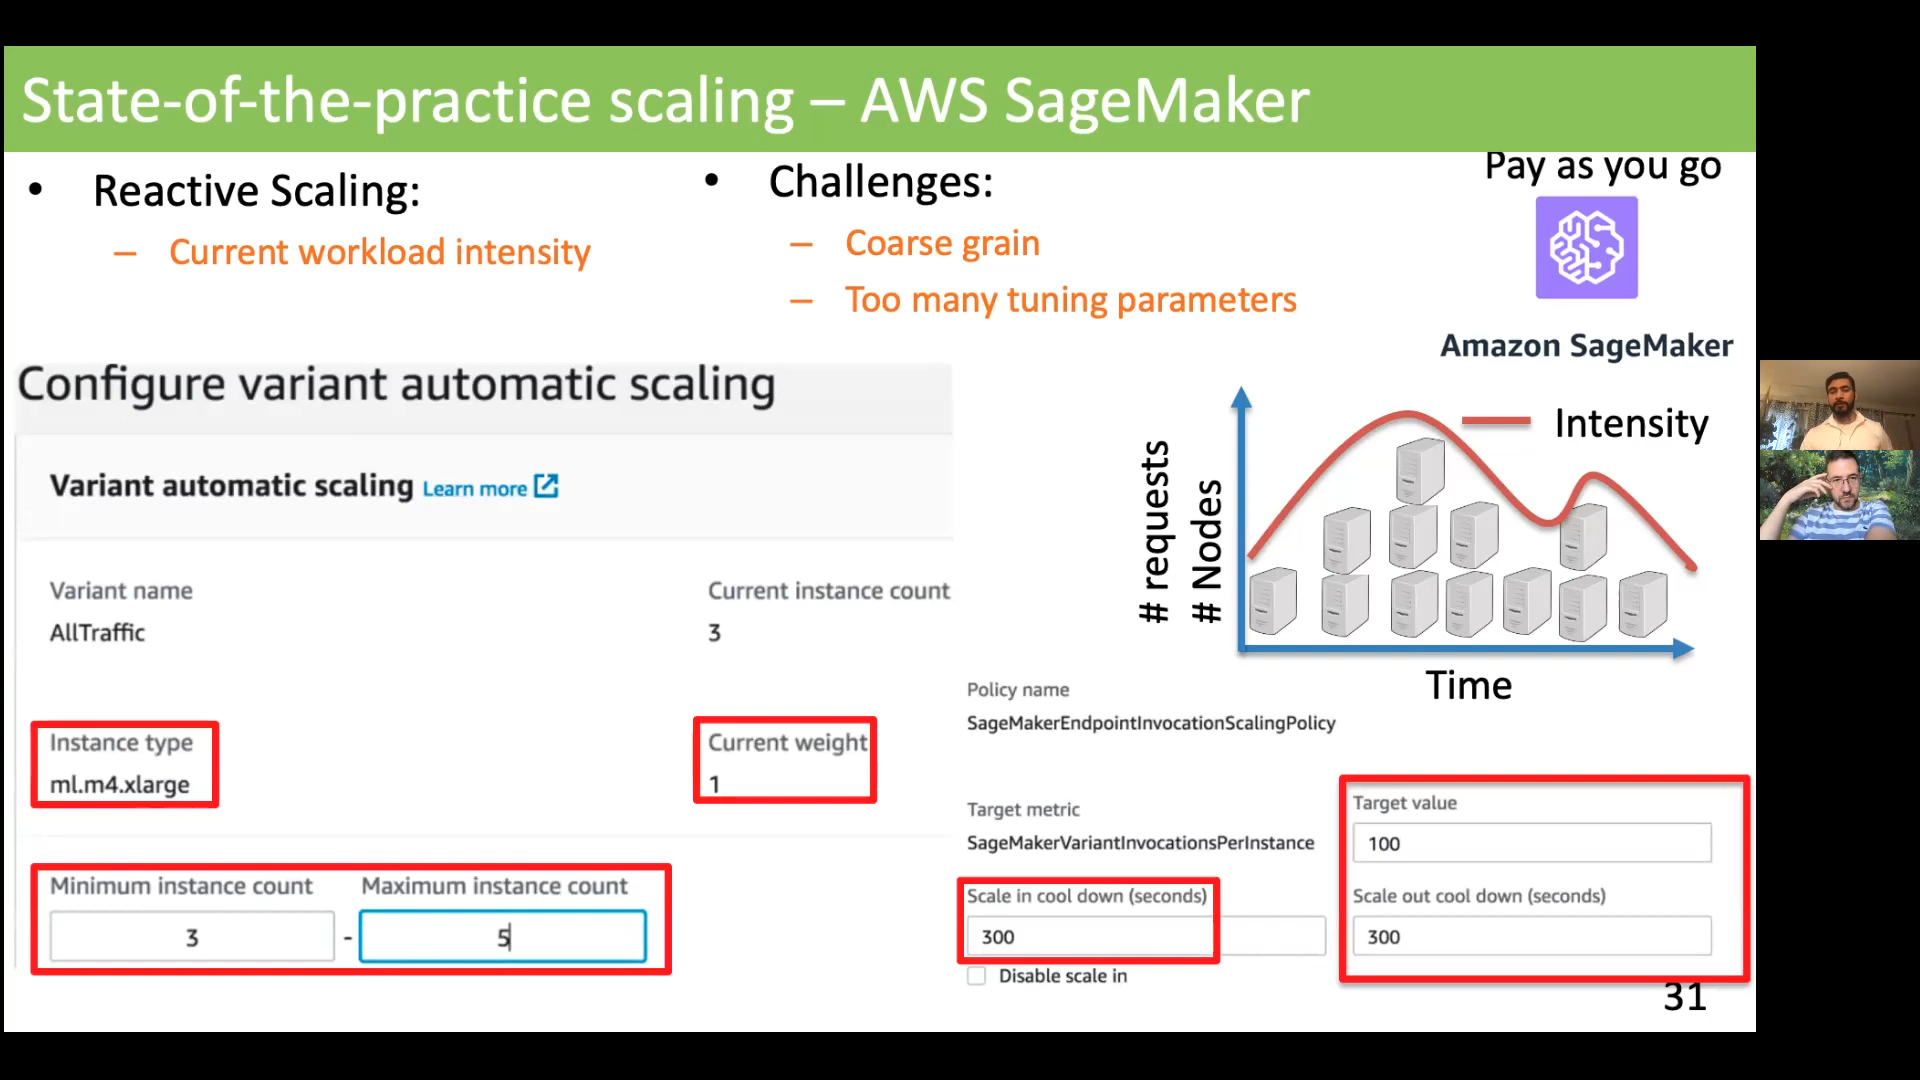 State-of-the-practice scaling – AWS SageMaker
• Reactive Scaling:
– Current workload intensity
• Challenges:
– Coarse grain
– Too many tuning parameters
Pay as you go
Amazon SageMaker
Configure variant automatic scaling
Variant automatic scaling Learn more
Variant name
AllTraffic
Current instance count
3
Instance type
ml.m4.xlarge
Current weight
1
Minimum instance count
3
-
Maximum instance count
5
# requests
# Nodes
Intensity
Time
Policy name
SageMakerEndpointInvocationScalingPolicy
Target metric
SageMakerVariantInvocationsPerInstance
Target value
100
Scale in cool down (seconds)
300
Scale out cool down (seconds)
300
Disable scale in
31